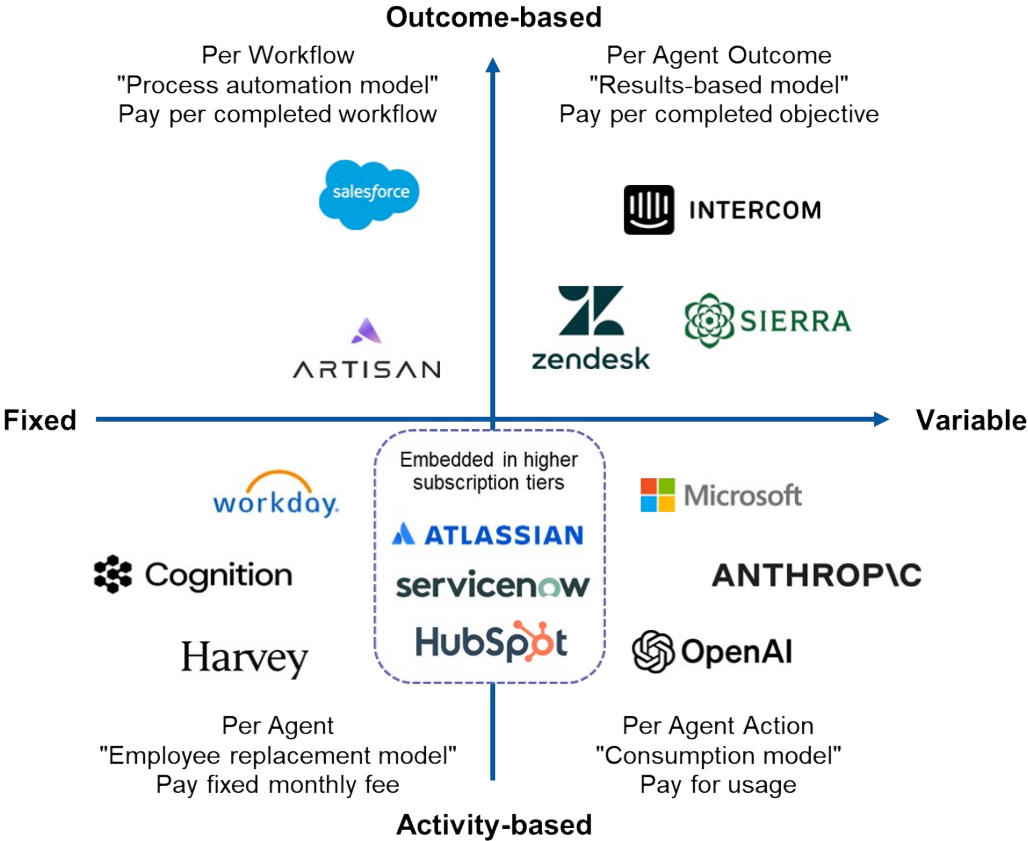 Outcome-based
Per Workflow
"Process automation model"
Pay per completed workflow
Per Agent Outcome
"Results-based model"
Pay per completed objective
salesforce
INTERCOM
ARTISAN
zendesk
SIERRA
Fixed
Variable
Embedded in higher
subscription tiers
workday.
Microsoft
ATLASSIAN
Cognition
servicenow
ANTHROP\C
Harvey
HubSpot
OpenAI
Per Agent
"Employee replacement model"
Pay fixed monthly fee
Per Agent Action
"Consumption model"
Pay for usage
Activity-based